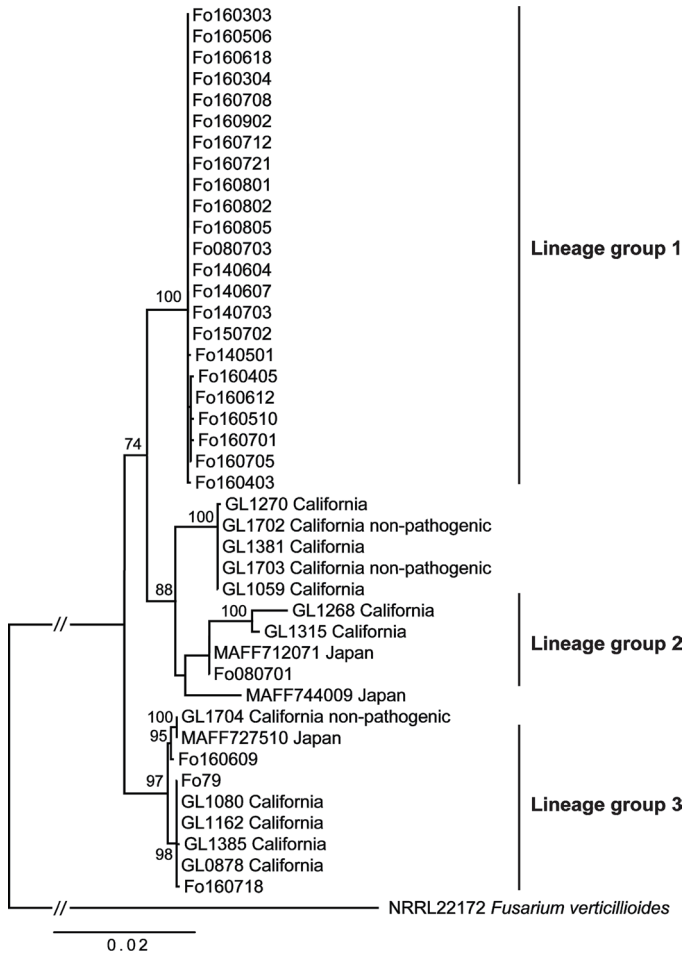 Fo160303
Fo160506
Fo160618
Fo160304
Fo160708
Fo160902
Fo160712
Fo160721
Fo160801
Fo160802
Fo160805
Fo080703
Lineage group 1
Fo140604
Fo140607
100
Fo140703
Fo150702
Fo140501
Fo160405
Fo160612
Fo160510
Fo160701
74
Fo160705
Fo160403
GL1270 California
100
GL1702 California non-pathogenic
GL1381 California
GL1703 California non-pathogenic
88
GL1059 California
100
GL1268 California
//
GL1315 California
Lineage group 2
MAFF712071 Japan
Fo080701
MAFF744009 Japan
100
GL1704 California non-pathogenic
95
MAFF727510 Japan
Fo160609
97
Fo79
GL1080 California
Lineage group 3
GL1162 California
GL1385 California
98
GL0878 California
Fo160718
//
NRRL22172 Fusarium verticillioides
0.02